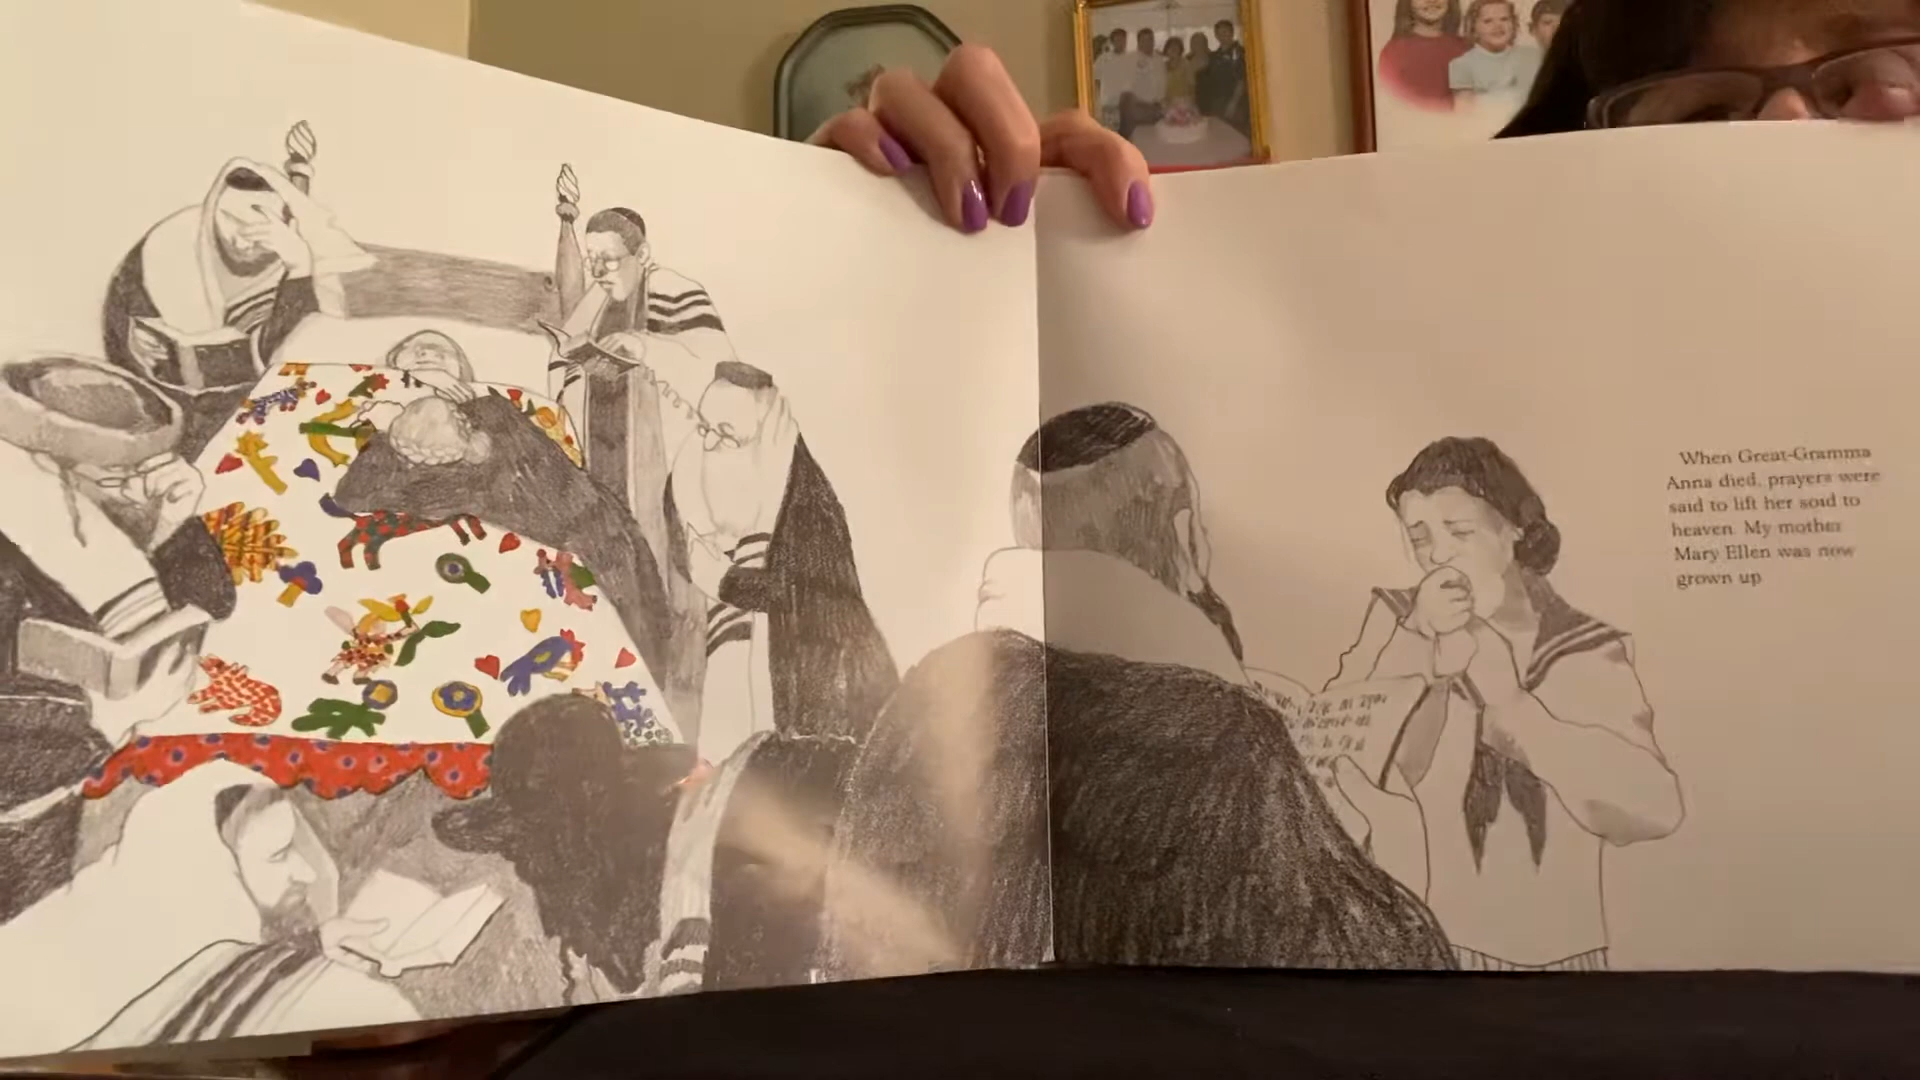 When Great-Gramma
Anna died, prayers were
said to lift her soul to
heaven. My mother
Mary Ellen was now
grown up